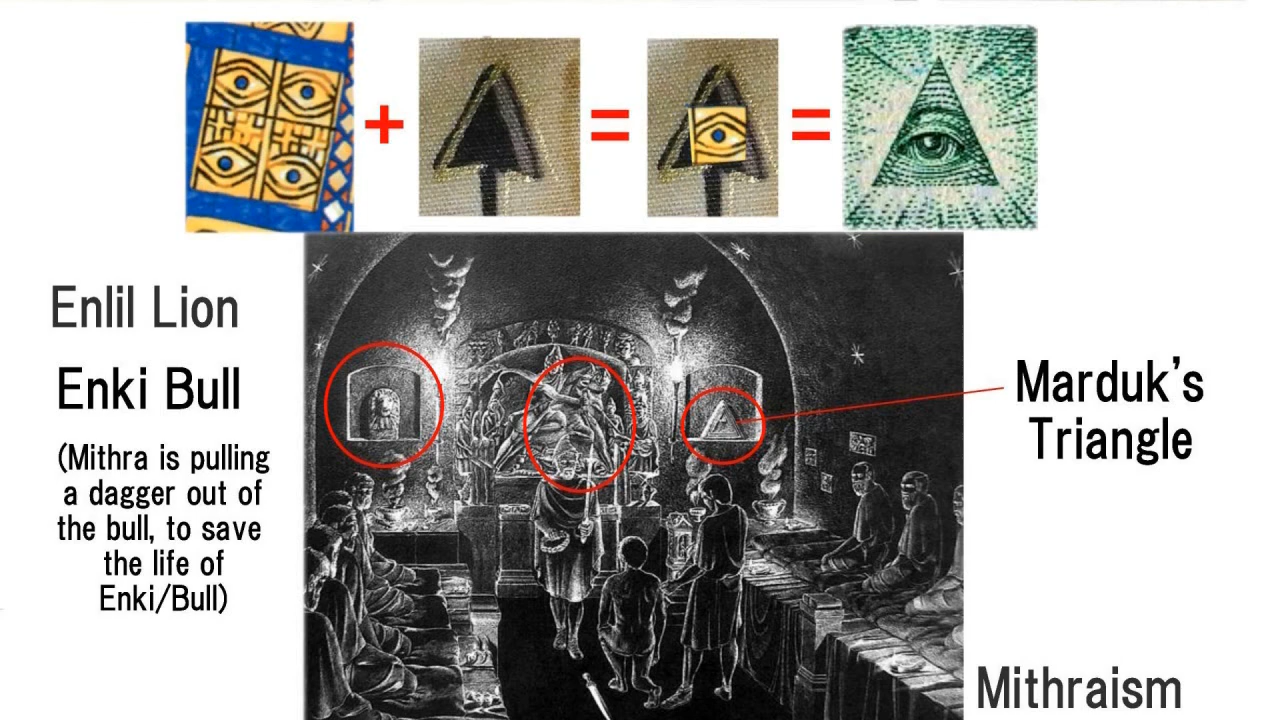 + = =
Enlil Lion
Enki Bull
(Mithra is pulling
a dagger out of
the bull, to save
the life of
Enki/Bull)
Marduk's
Triangle
Mithraism